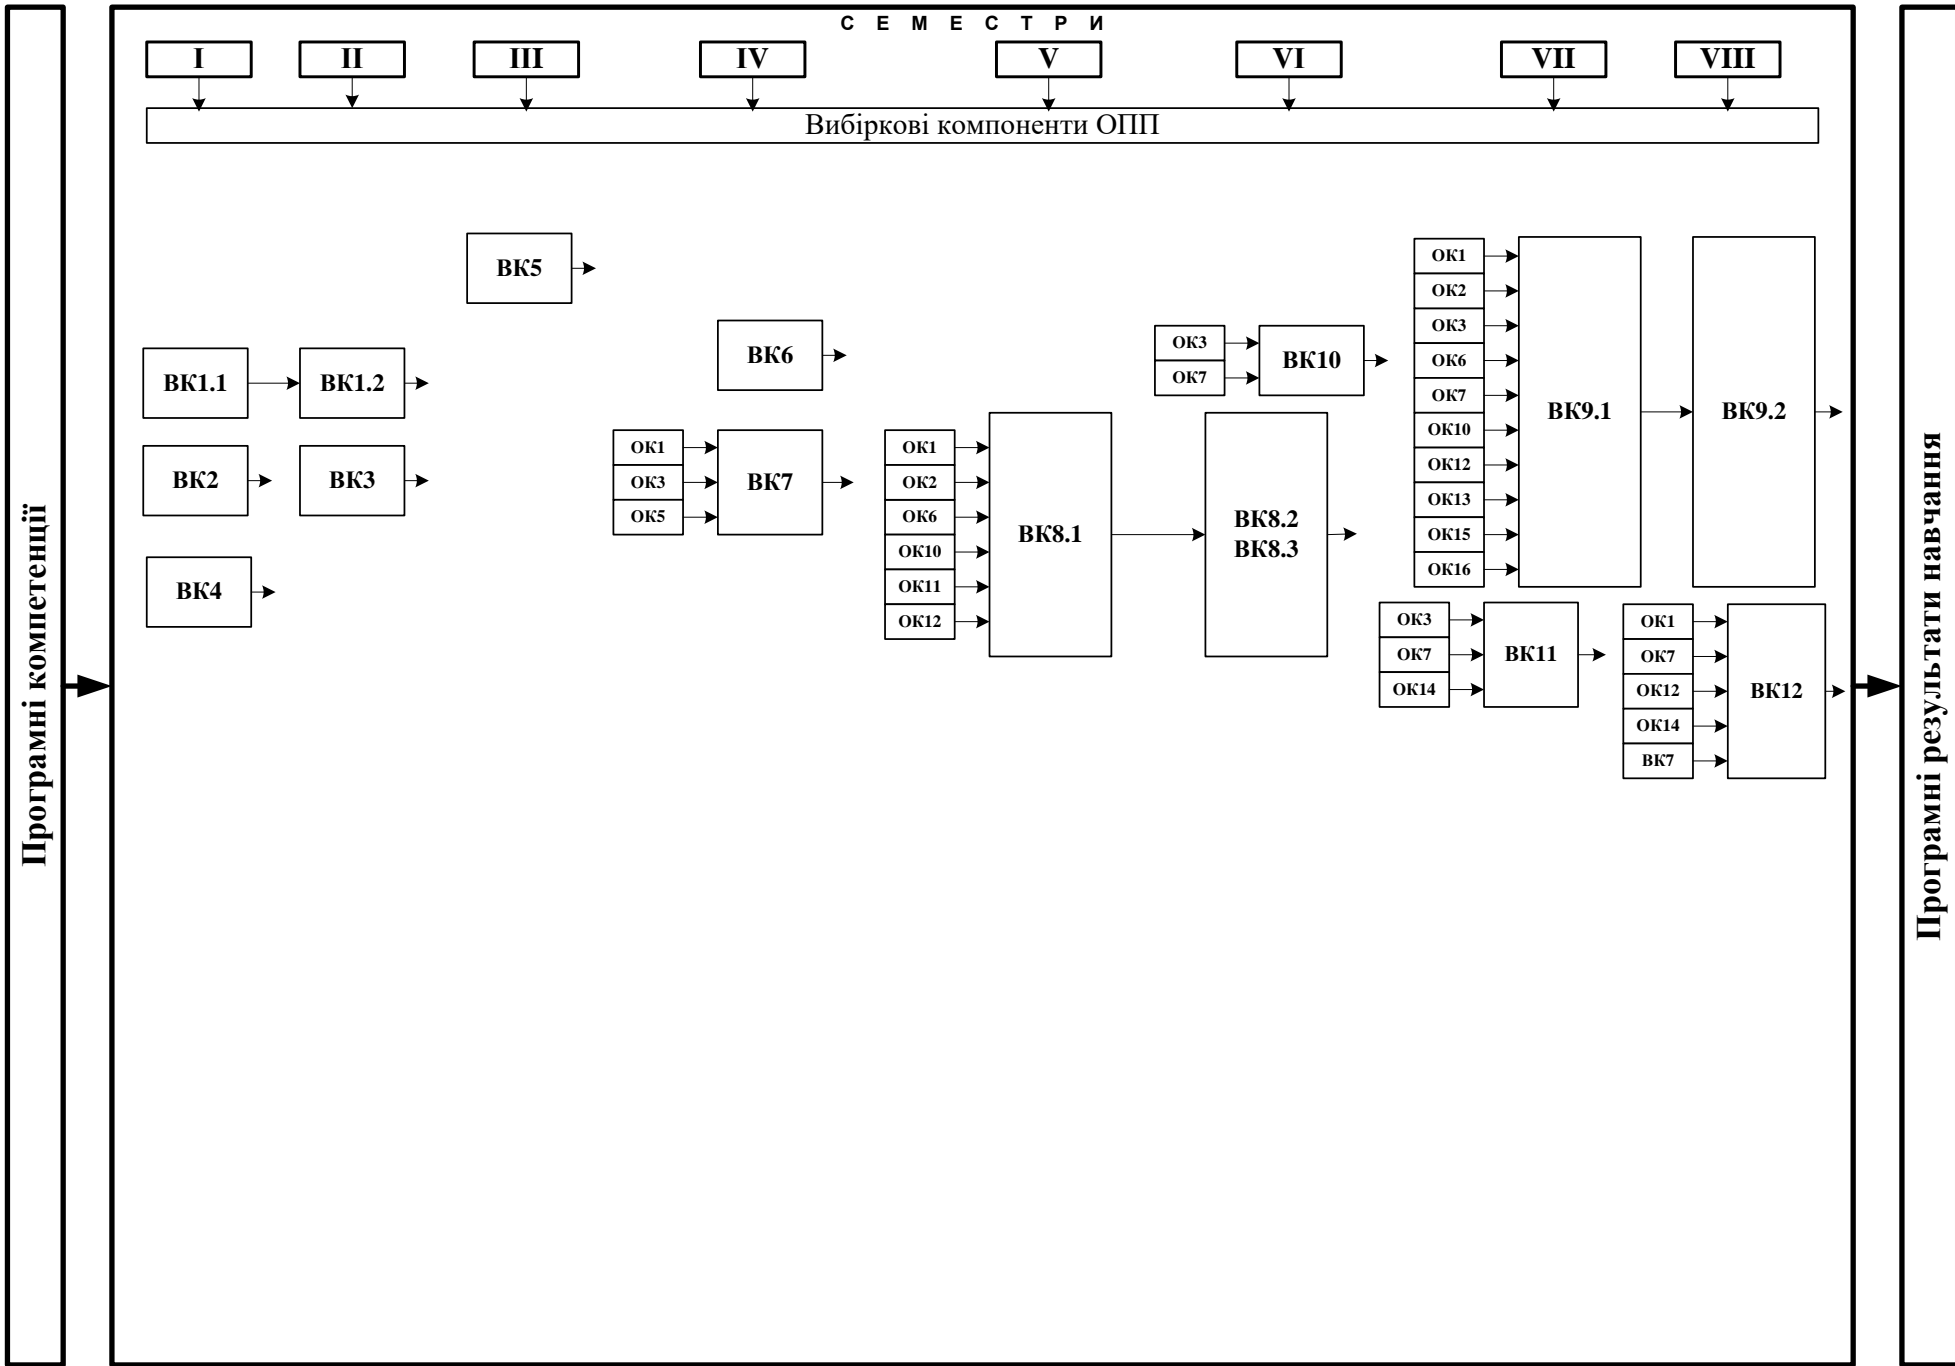 С Е М Е С Т Р И
I
II
III
IV
V
VI
VII
VIII
Вибіркові компоненти ОПП
Програмні компетенції
ВК1.1
ВК1.2
ВК2
ВК3
ВК4
ВК5
ВК6
ОК1
ОК3
ОК5
ВК7
ОК1
ОК2
ОК6
ОК10
ОК11
ОК12
ВК8.1
ОК3
ОК7
ВК10
ВК8.2
ВК8.3
ОК1
ОК2
ОК3
ОК6
ОК7
ОК10
ОК12
ОК13
ОК15
ОК16
ВК9.1
ВК9.2
ОК3
ОК7
ОК14
ВК11
ОК1
ОК7
ОК12
ОК14
ВК7
ВК12
Програмні результати навчання